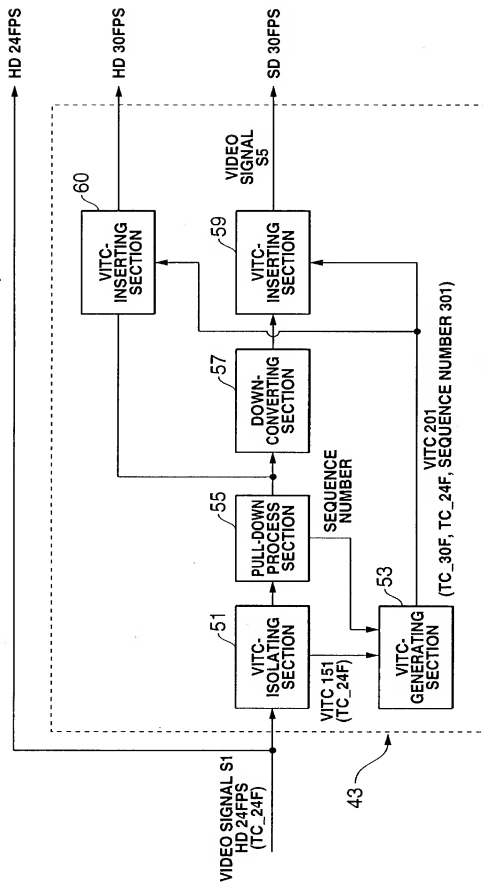 HD 24FPS
HD 30FPS
SD 30FPS
60
VITC-
INSERTING
SECTION
VIDEO
SIGNAL
S5
59
VITC-
INSERTING
SECTION
57
DOWN-
CONVERTING
SECTION
55
PULL-DOWN
PROCESS
SECTION
SEQUENCE
NUMBER
51
VITC-
ISOLATING
SECTION
VITC 151
(TC_24F)
53
VITC-
GENERATING
SECTION
VITC 201
(TC_30F, TC_24F, SEQUENCE NUMBER 301)
VIDEO SIGNAL S1
HD 24FPS
(TC_24F)
43